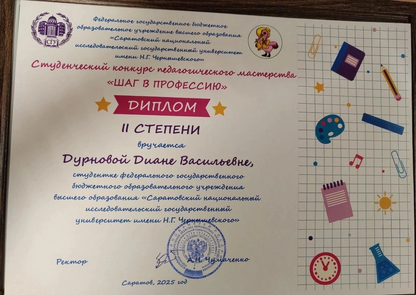 Федеральное государственное бюджетное
образовательное учреждение высшего образования
«Саратовский национальный
исследовательский государственный университет
имени Н.Г. Чернышевского»
Студенческий конкурс педагогического мастерства
«ШАГ В ПРОФЕССИЮ»
ДИПЛОМ
II СТЕПЕНИ
вручается
Дурновой Диане Васильевне,
студентке федерального государственного
бюджетного образовательного учреждения
высшего образования «Саратовский национальный
исследовательский государственный
университет имени Н.Г. Чернышевского»
Ректор
А.Н. Чумаченко
Саратов, 2025 год